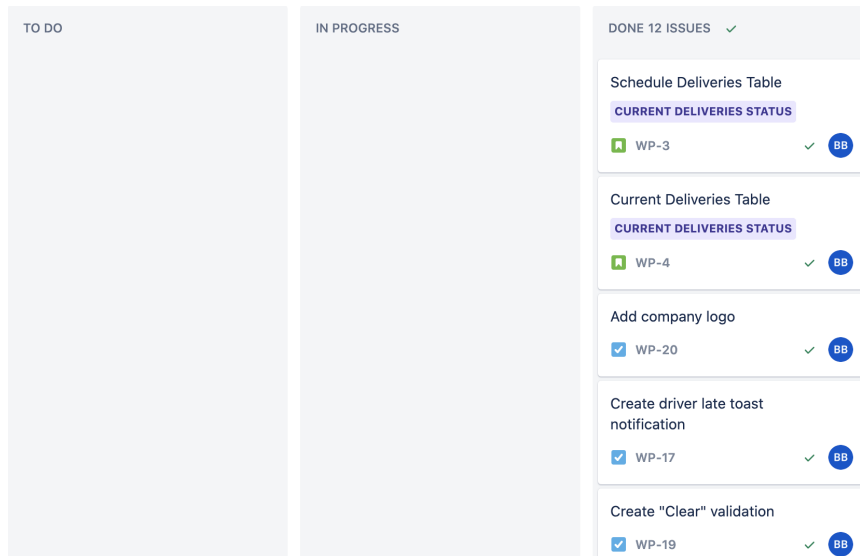 TO DO
IN PROGRESS
DONE 12 ISSUES
Schedule Deliveries Table
CURRENT DELIVERIES STATUS
WP-3
BB
Current Deliveries Table
CURRENT DELIVERIES STATUS
WP-4
BB
Add company logo
WP-20
BB
Create driver late toast
notification
WP-17
BB
Create "Clear" validation
WP-19
BB